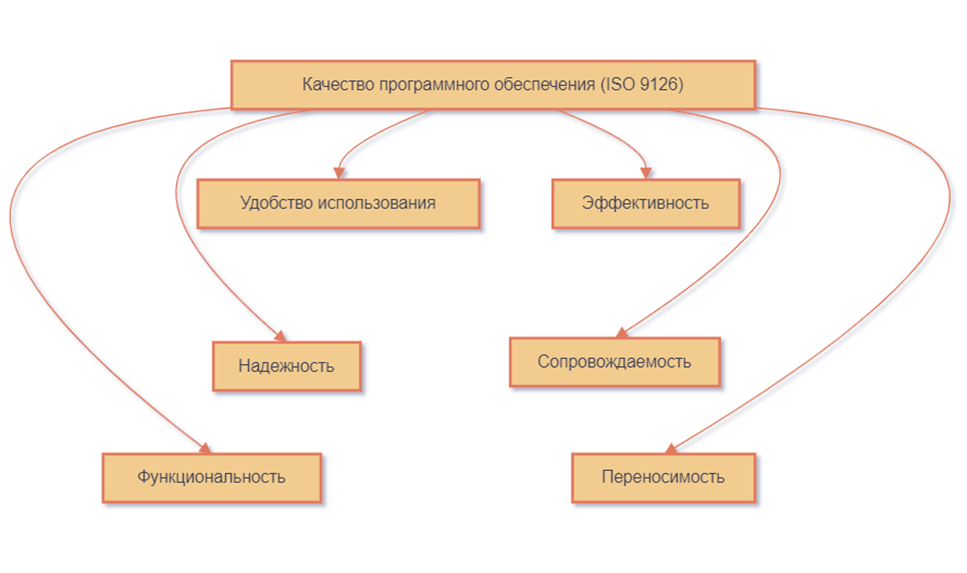 Качество программного обеспечения (ISO 9126)
Удобство использования
Эффективность
Надежность
Сопровождаемость
Функциональность
Переносимость